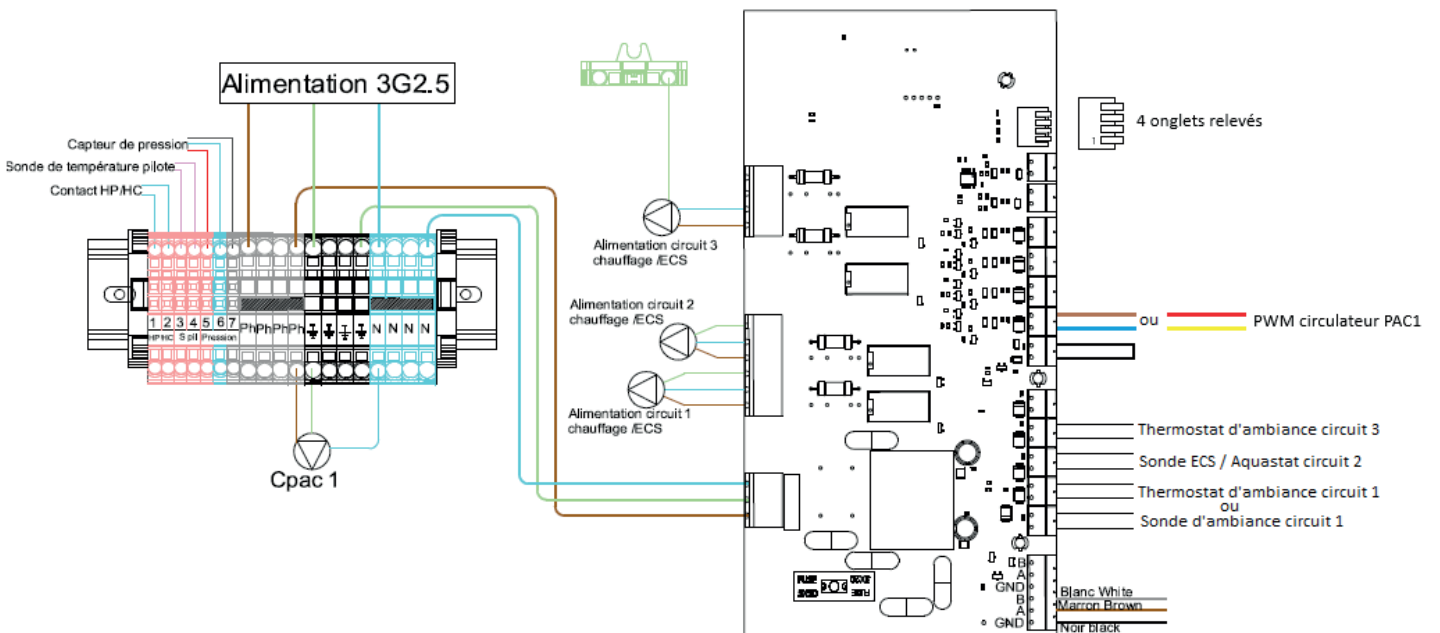 Alimentation 3G2.5
Capteur de pression
Sonde de température pilote
Contact HP/HC
1 2 3 4 5 6 7 Ph Ph Ph Ph N N N N
HP HC S pil Pression
Cpac 1
Alimentation circuit 3
chauffage /ECS
Alimentation circuit 2
chauffage /ECS
Alimentation circuit 1
chauffage /ECS
1
4 onglets relevés
ou
PWM circulateur PAC1
Thermostat d'ambiance circuit 3
Sonde ECS / Aquastat circuit 2
Thermostat d'ambiance circuit 1
ou
Sonde d'ambiance circuit 1
B
A
GND
B
A
GND
Blanc White
Marron Brown
Noir black